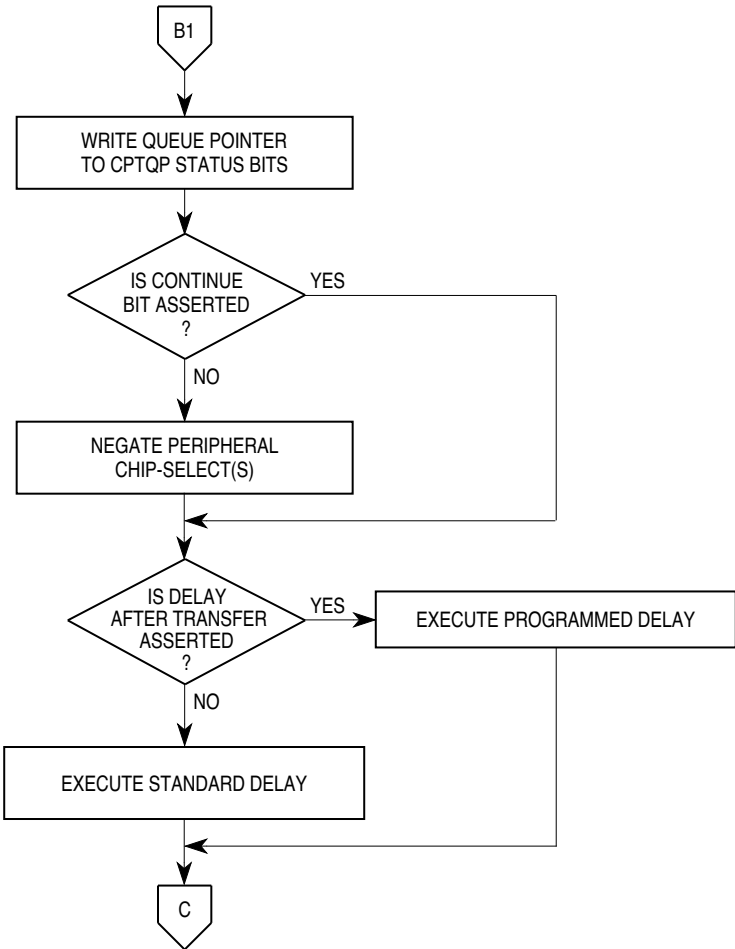 B1
WRITE QUEUE POINTER
TO CPTQP STATUS BITS
IS CONTINUE
BIT ASSERTED
?
YES
NO
NEGATE PERIPHERAL
CHIP-SELECT(S)
IS DELAY
AFTER TRANSFER
ASSERTED
?
YES
EXECUTE PROGRAMMED DELAY
NO
EXECUTE STANDARD DELAY
C